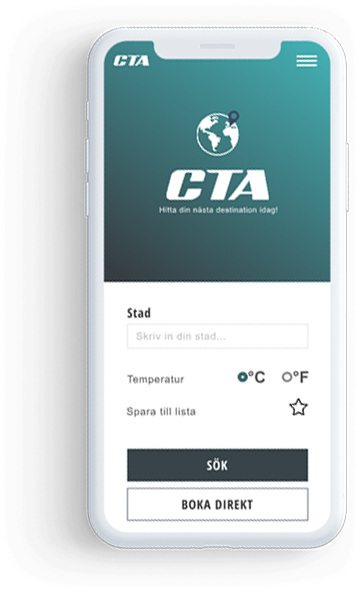 CTA
CTA
Hitta din nästa destination idag!
Stad
Skriv in din stad...
Temperatur °C °F
Spara till lista
SÖK
BOKA DIREKT